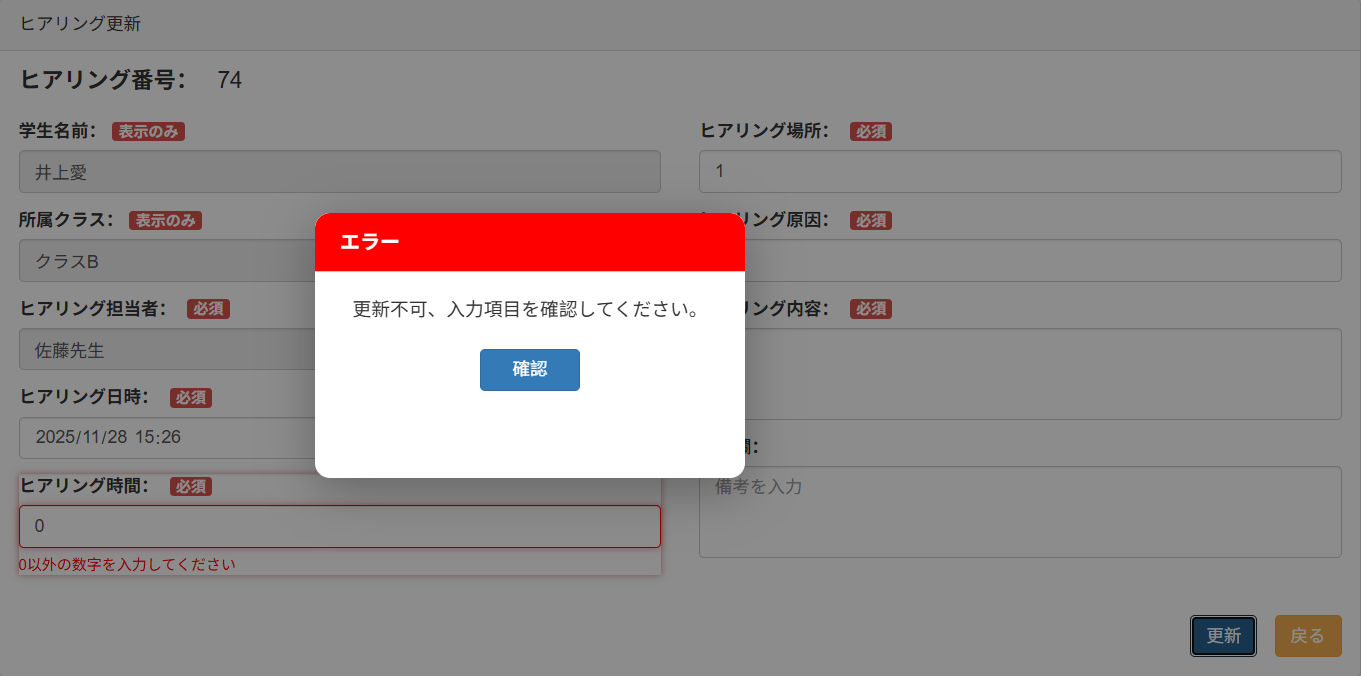 ヒアリング更新
ヒアリング番号： 74
学生名前： 表示のみ
井上愛
所属クラス： 表示のみ
クラスB
ヒアリング担当者： 必須
佐藤先生
ヒアリング日時： 必須
2025/11/28 15:26
ヒアリング時間： 必須
0
0以外の数字を入力してください
ヒアリング場所： 必須
1
リング原因： 必須
リング内容： 必須
備考を入力
エラー
更新不可、入力項目を確認してください。
確認
更新
戻る